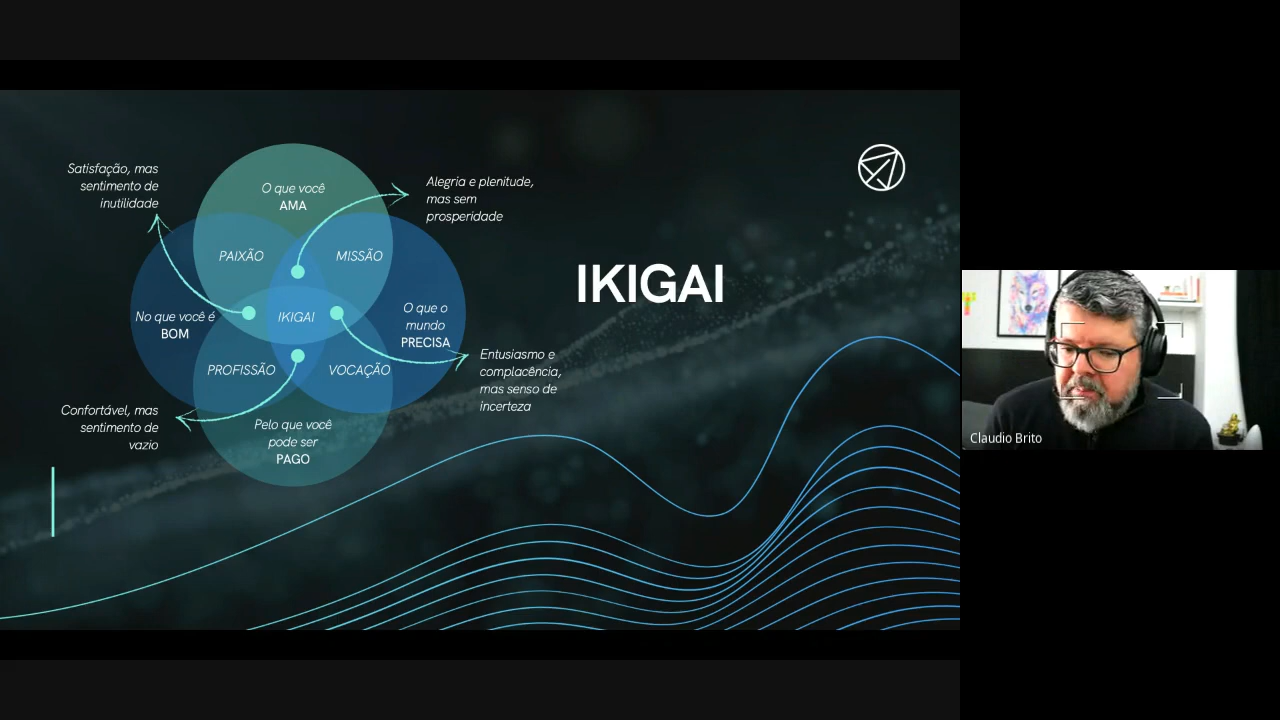 Satisfação, mas
sentimento de
inutilidade
O que você
AMA
Alegria e plenitude,
mas sem
prosperidade
PAIXÃO
MISSÃO
IKIGAI
No que você é
BOM
IKIGAI
O que o
mundo
PRECISA
PROFISSÃO
VOCAÇÃO
Entusiasmo e
complacência,
mas senso de
incerteza
Confortável, mas
sentimento de
vazio
Pelo que você
pode ser
PAGO
Claudio Brito